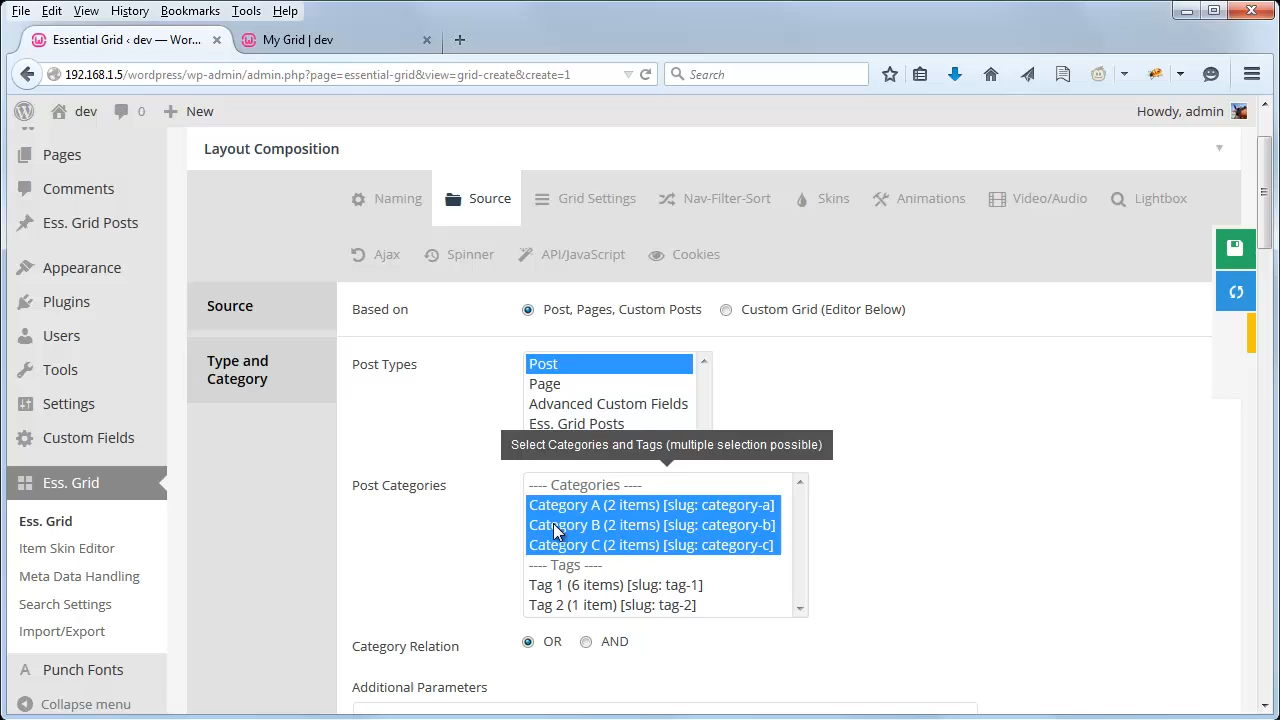 File Edit View History Bookmarks Tools Help
Essential Grid ‹ dev — Wor...
My Grid | dev
192.168.1.5/wordpress/wp-admin/admin.php?page=essential-grid&view=grid-create&create=1
Search
dev
0
New
Howdy, admin
Pages
Comments
Ess. Grid Posts
Appearance
Plugins
Users
Tools
Settings
Custom Fields
Ess. Grid
Ess. Grid
Item Skin Editor
Meta Data Handling
Search Settings
Import/Export
Punch Fonts
Collapse menu
Layout Composition
Naming Source Grid Settings Nav-Filter-Sort Skins Animations Video/Audio Lightbox
Ajax Spinner API/JavaScript Cookies
Source
Based on Post, Pages, Custom Posts Custom Grid (Editor Below)
Type and
Category
Post Types
Post
Page
Advanced Custom Fields
Ess. Grid Posts
Select Categories and Tags (multiple selection possible)
Post Categories
---- Categories ----
Category A (2 items) [slug: category-a]
Category B (2 items) [slug: category-b]
Category C (2 items) [slug: category-c]
---- Tags ----
Tag 1 (6 items) [slug: tag-1]
Tag 2 (1 item) [slug: tag-2]
Category Relation OR AND
Additional Parameters